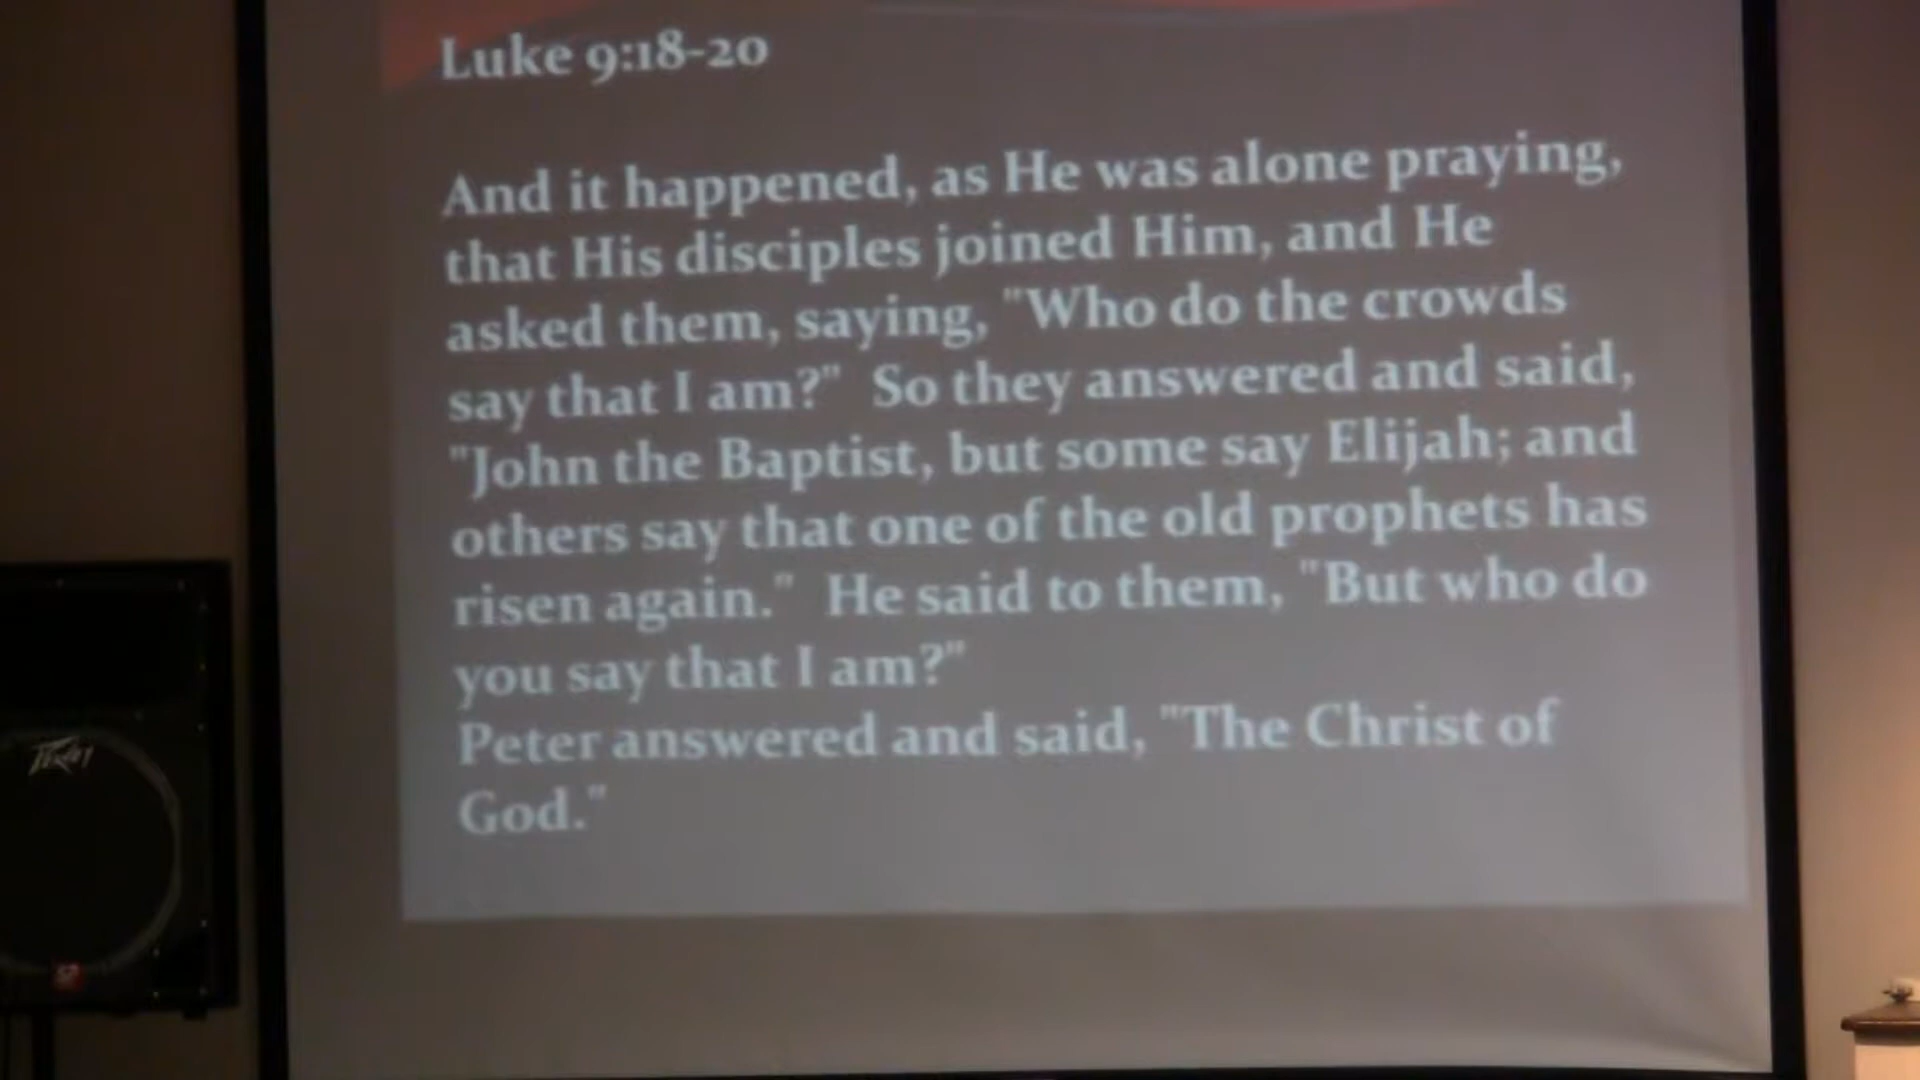 Luke 9:18-20
And it happened, as He was alone praying,
that His disciples joined Him, and He
asked them, saying, "Who do the crowds
say that I am?"  So they answered and said,
"John the Baptist, but some say Elijah; and
others say that one of the old prophets has
risen again."  He said to them, "But who do
you say that I am?"
Peter answered and said, "The Christ of
God."
PEAVEY